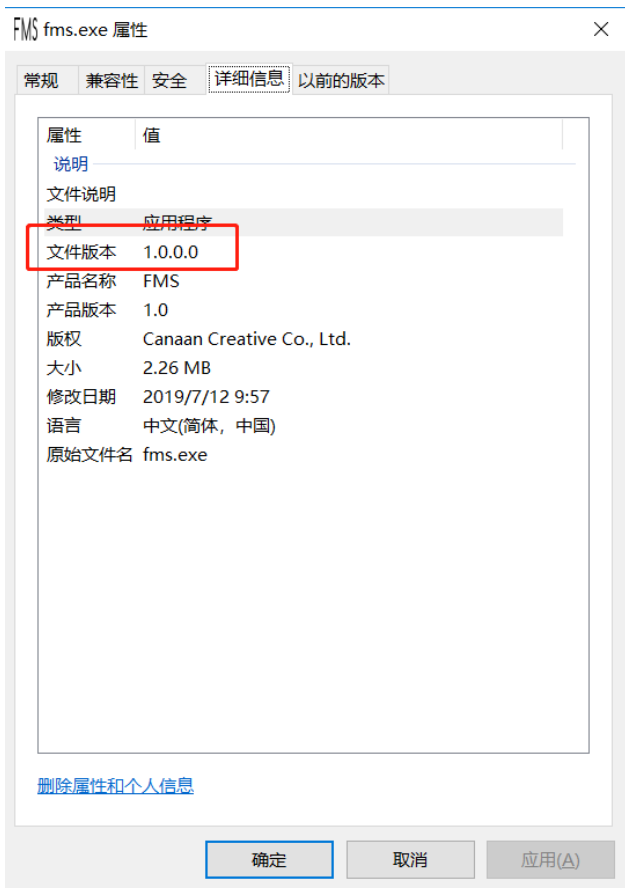 FMS fms.exe 属性
常规 兼容性 安全 详细信息 以前的版本
属性 值
说明
文件说明
类型 应用程序
文件版本 1.0.0.0
产品名称 FMS
产品版本 1.0
版权 Canaan Creative Co., Ltd.
大小 2.26 MB
修改日期 2019/7/12 9:57
语言 中文(简体，中国)
原始文件名 fms.exe
删除属性和个人信息
确定 取消 应用(A)